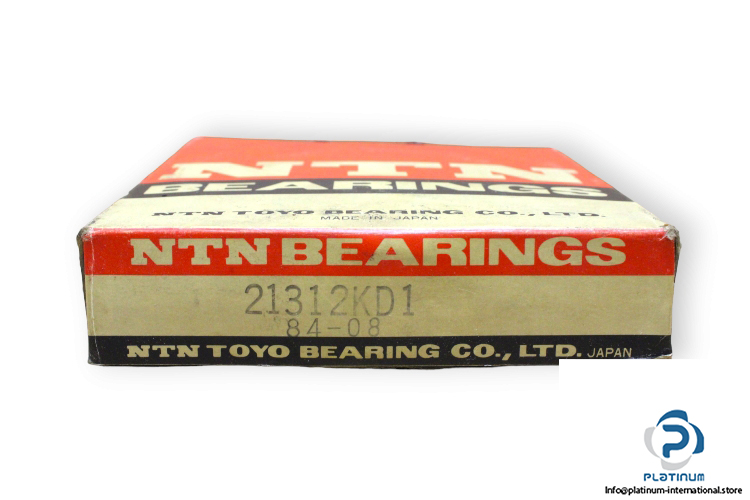 NTN
BEARINGS
NTN TOYO BEARING CO., LTD.
MADE IN JAPAN
NTN BEARINGS
21312KD1
84-08
NTN TOYO BEARING CO., LTD. JAPAN
PLATINUM
Info@platinum-international.store